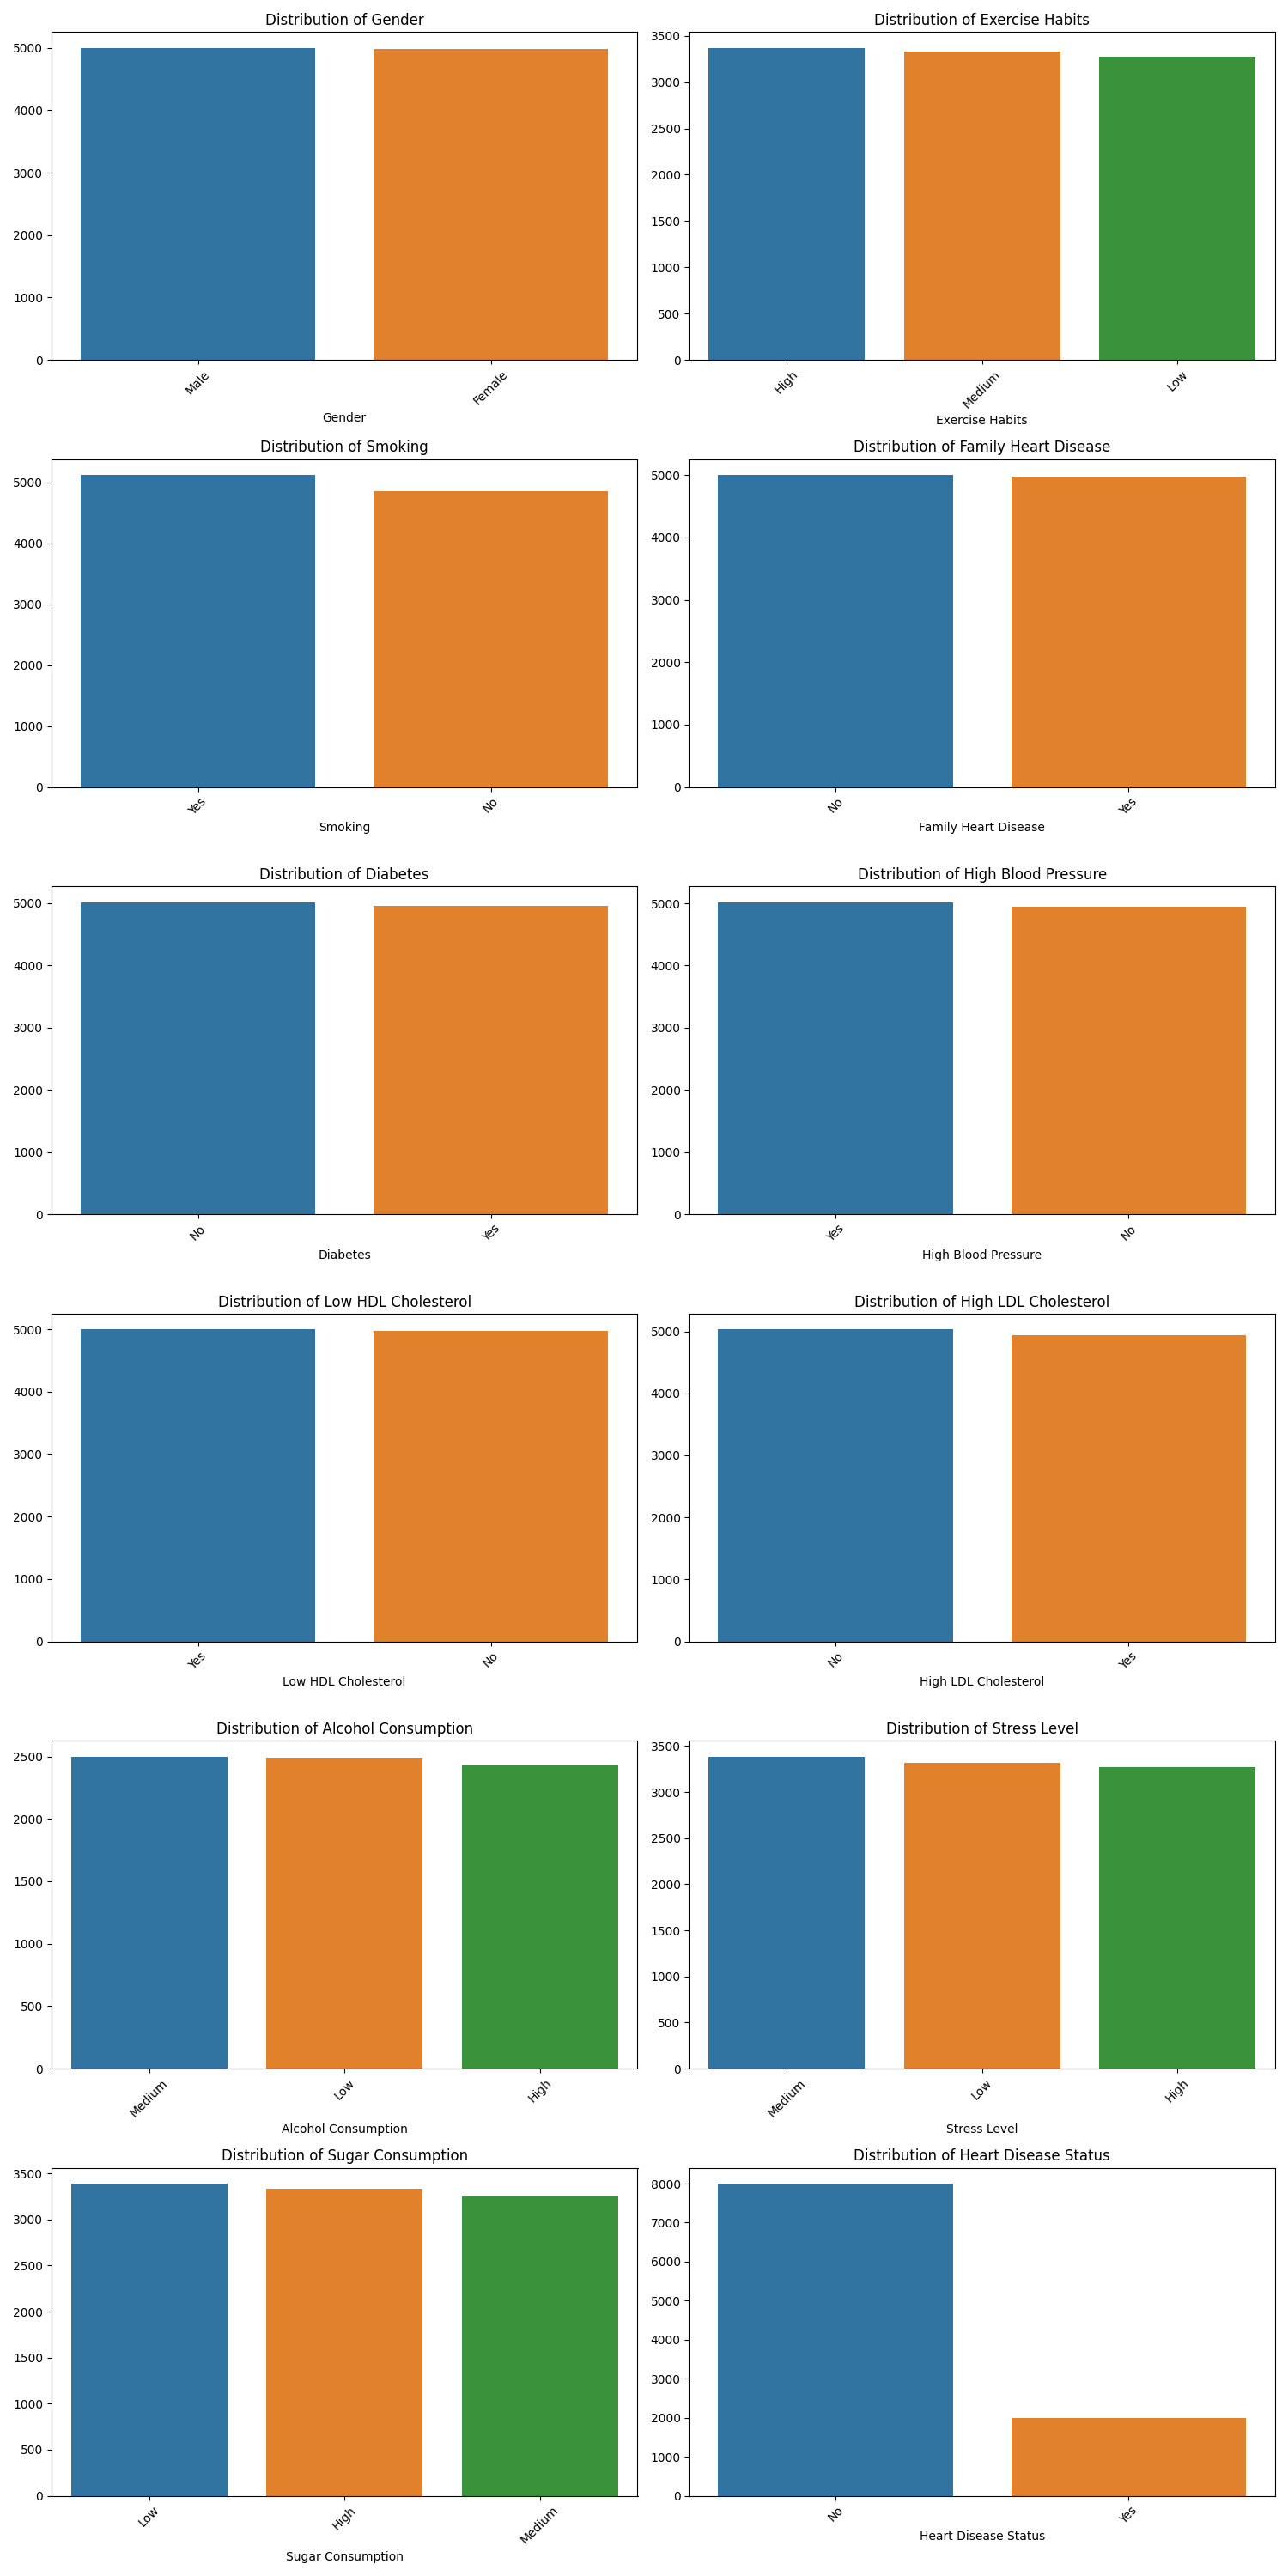 Distribution of Gender
5000
4000
3000
2000
1000
0
Male
Female
Gender
Distribution of Exercise Habits
3500
3000
2500
2000
1500
1000
500
0
High
Medium
Low
Exercise Habits
Distribution of Smoking
5000
4000
3000
2000
1000
0
Yes
No
Smoking
Distribution of Family Heart Disease
5000
4000
3000
2000
1000
0
No
Yes
Family Heart Disease
Distribution of Diabetes
5000
4000
3000
2000
1000
0
No
Yes
Diabetes
Distribution of High Blood Pressure
5000
4000
3000
2000
1000
0
Yes
No
High Blood Pressure
Distribution of Low HDL Cholesterol
5000
4000
3000
2000
1000
0
Yes
No
Low HDL Cholesterol
Distribution of High LDL Cholesterol
5000
4000
3000
2000
1000
0
No
Yes
High LDL Cholesterol
Distribution of Alcohol Consumption
2500
2000
1500
1000
500
0
Medium
Low
High
Alcohol Consumption
Distribution of Stress Level
3500
3000
2500
2000
1500
1000
500
0
Medium
Low
High
Stress Level
Distribution of Sugar Consumption
3500
3000
2500
2000
1500
1000
500
0
Low
High
Medium
Sugar Consumption
Distribution of Heart Disease Status
8000
7000
6000
5000
4000
3000
2000
1000
0
No
Yes
Heart Disease Status